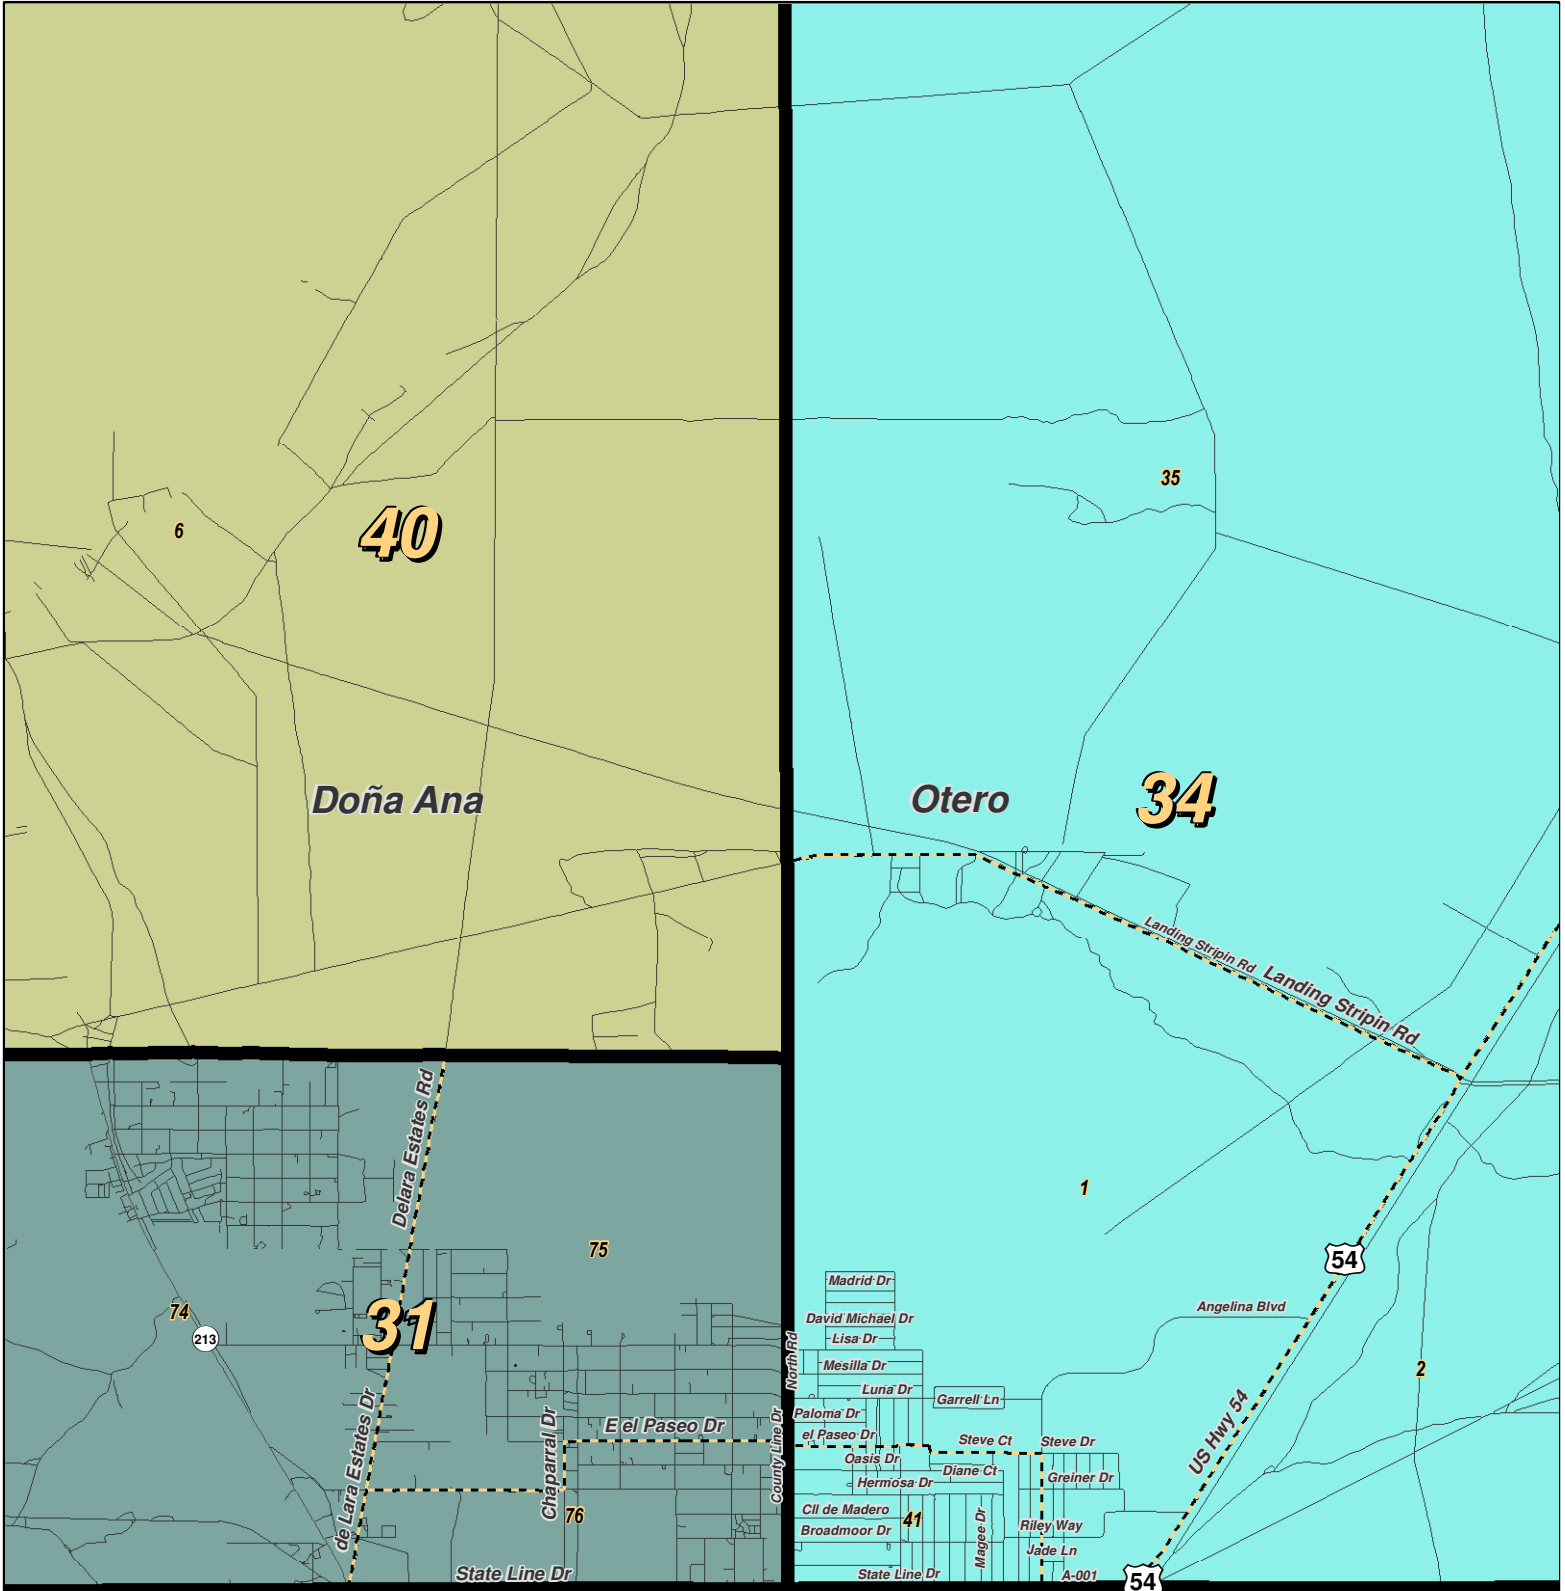 35
6
40
Doña Ana
Otero
34
Landing Stripin Rd
Landing Stripin Rd
Delara Estates Rd
1
75
54
Madrid Dr
Angelina Blvd
74
31
David Michael Dr
213
Lisa Dr
North Rd
Mesilla Dr
2
Luna Dr
Garrell Ln
Paloma Dr
E el Paseo Dr
el Paseo Dr
Steve Ct
Steve Dr
US Hwy 54
de Lara Estates Dr
Chaparral Dr
County Line Dr
Oasis Dr
Diane Ct
Hermosa Dr
Greiner Dr
Cll de Madero
76
41
Broadmoor Dr
Magee Dr
Riley Way
Jade Ln
State Line Dr
State Line Dr
A-001
54